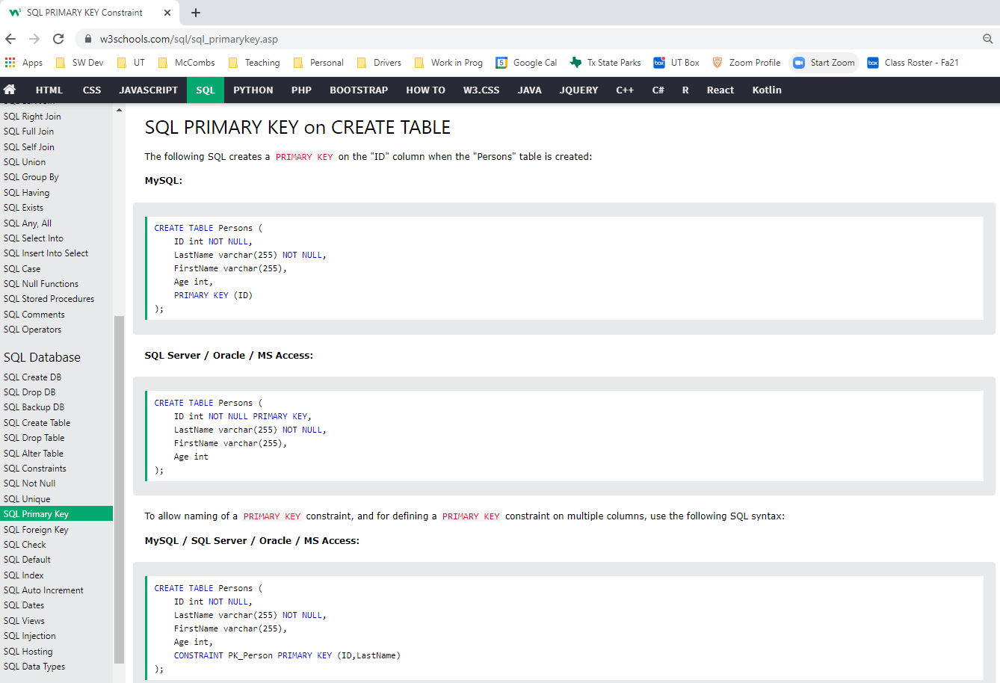 SQL PRIMARY KEY Constraint
w3schools.com/sql/sql_primarykey.asp
Apps SW Dev UT McCombs Teaching Personal Drivers Work in Prog 5 Google Cal Tx State Parks box UT Box Zoom Profile Start Zoom box Class Roster - Fa21
HTML CSS JAVASCRIPT SQL PYTHON PHP BOOTSTRAP HOW TO W3.CSS JAVA JQUERY C++ C# R React Kotlin
SQL Right Join
SQL Full Join
SQL Self Join
SQL Union
SQL Group By
SQL Having
SQL Exists
SQL Any, All
SQL Select Into
SQL Insert Into Select
SQL Case
SQL Null Functions
SQL Stored Procedures
SQL Comments
SQL Operators
SQL Database
SQL Create DB
SQL Drop DB
SQL Backup DB
SQL Create Table
SQL Drop Table
SQL Alter Table
SQL Constraints
SQL Not Null
SQL Unique
SQL Primary Key
SQL Foreign Key
SQL Check
SQL Default
SQL Index
SQL Auto Increment
SQL Dates
SQL Views
SQL Injection
SQL Hosting
SQL Data Types
SQL PRIMARY KEY on CREATE TABLE
The following SQL creates a PRIMARY KEY on the "ID" column when the "Persons" table is created:
MySQL:
CREATE TABLE Persons (
ID int NOT NULL,
LastName varchar(255) NOT NULL,
FirstName varchar(255),
Age int,
PRIMARY KEY (ID)
);
SQL Server / Oracle / MS Access:
CREATE TABLE Persons (
ID int NOT NULL PRIMARY KEY,
LastName varchar(255) NOT NULL,
FirstName varchar(255),
Age int
);
To allow naming of a PRIMARY KEY constraint, and for defining a PRIMARY KEY constraint on multiple columns, use the following SQL syntax:
MySQL / SQL Server / Oracle / MS Access:
CREATE TABLE Persons (
ID int NOT NULL,
LastName varchar(255) NOT NULL,
FirstName varchar(255),
Age int,
CONSTRAINT PK_Person PRIMARY KEY (ID,LastName)
);